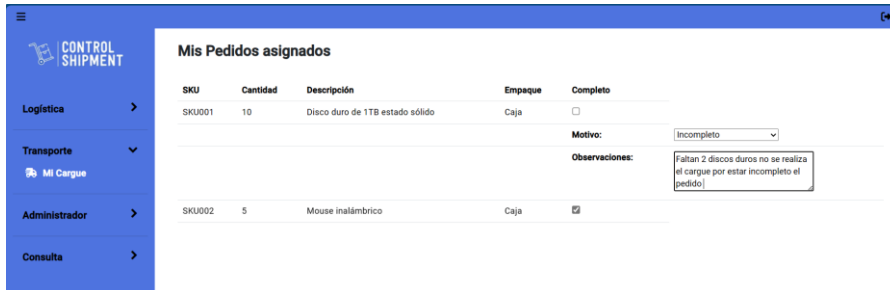 CONTROL
SHIPMENT
Mis Pedidos asignados
SKU Cantidad Descripción Empaque Completo
SKU001 10 Disco duro de 1TB estado sólido Caja
Motivo: Incompleto
Observaciones: Faltan 2 discos duros no se realiza
el cargue por estar incompleto el
pedido
SKU002 5 Mouse inalámbrico Caja
Logística
Transporte
Mi Cargue
Administrador
Consulta